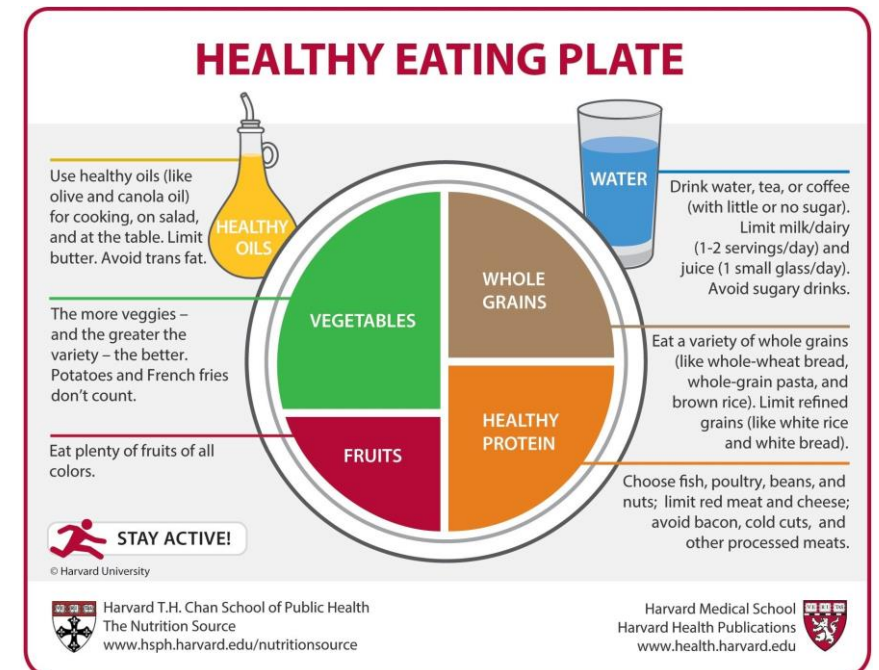 HEALTHY EATING PLATE
HEALTHY
OILS
Use healthy oils (like
olive and canola oil)
for cooking, on salad,
and at the table. Limit
butter. Avoid trans fat.
The more veggies –
and the greater the
variety – the better.
Potatoes and French fries
don’t count.
Eat plenty of fruits of all
colors.
VEGETABLES
FRUITS
WHOLE
GRAINS
HEALTHY
PROTEIN
WATER
Drink water, tea, or coffee
(with little or no sugar).
Limit milk/dairy
(1-2 servings/day) and
juice (1 small glass/day).
Avoid sugary drinks.
Eat a variety of whole grains
(like whole-wheat bread,
whole-grain pasta, and
brown rice). Limit refined
grains (like white rice
and white bread).
Choose fish, poultry, beans, and
nuts; limit red meat and cheese;
avoid bacon, cold cuts, and
other processed meats.
STAY ACTIVE!
© Harvard University
Harvard T.H. Chan School of Public Health
The Nutrition Source
www.hsph.harvard.edu/nutritionsource
Harvard Medical School
Harvard Health Publications
www.health.harvard.edu